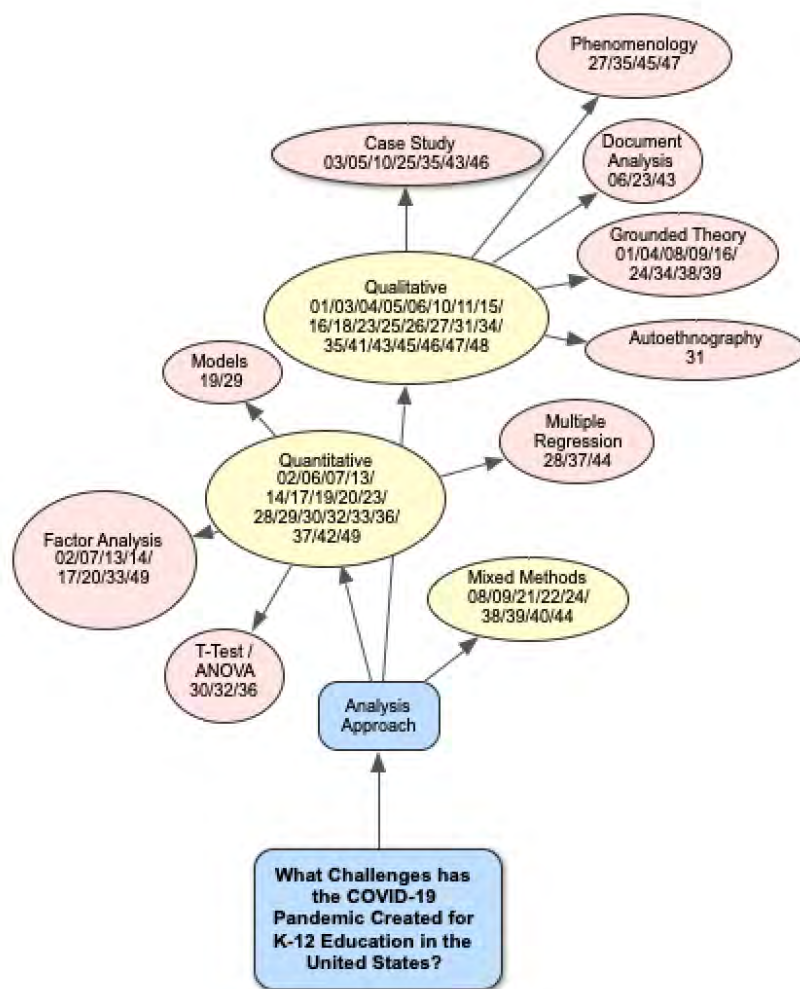 Phenomenology
27/35/45/47
Case Study
03/05/10/25/35/43/46
Document
Analysis
06/23/43
Grounded Theory
01/04/08/09/16/
24/34/38/39
Qualitative
01/03/04/05/06/10/11/15/
16/18/23/25/26/27/31/34/
35/41/43/45/46/47/48
Autoethnography
31
Models
19/29
Multiple
Regression
28/37/44
Quantitative
02/06/07/13/
14/17/19/20/23/
28/29/30/32/33/36/
37/42/49
Factor Analysis
02/07/13/14/
17/20/33/49
Mixed Methods
08/09/21/22/24/
38/39/40/44
T-Test /
ANOVA
30/32/36
Analysis
Approach
What Challenges has
the COVID-19
Pandemic Created for
K-12 Education in the
United States?